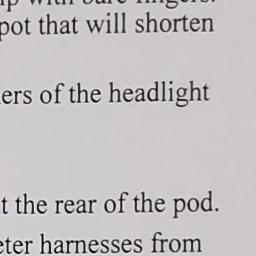 with bare fingers.
pot that will shorten
ers of the headlight
t the rear of the pod.
eter harnesses from